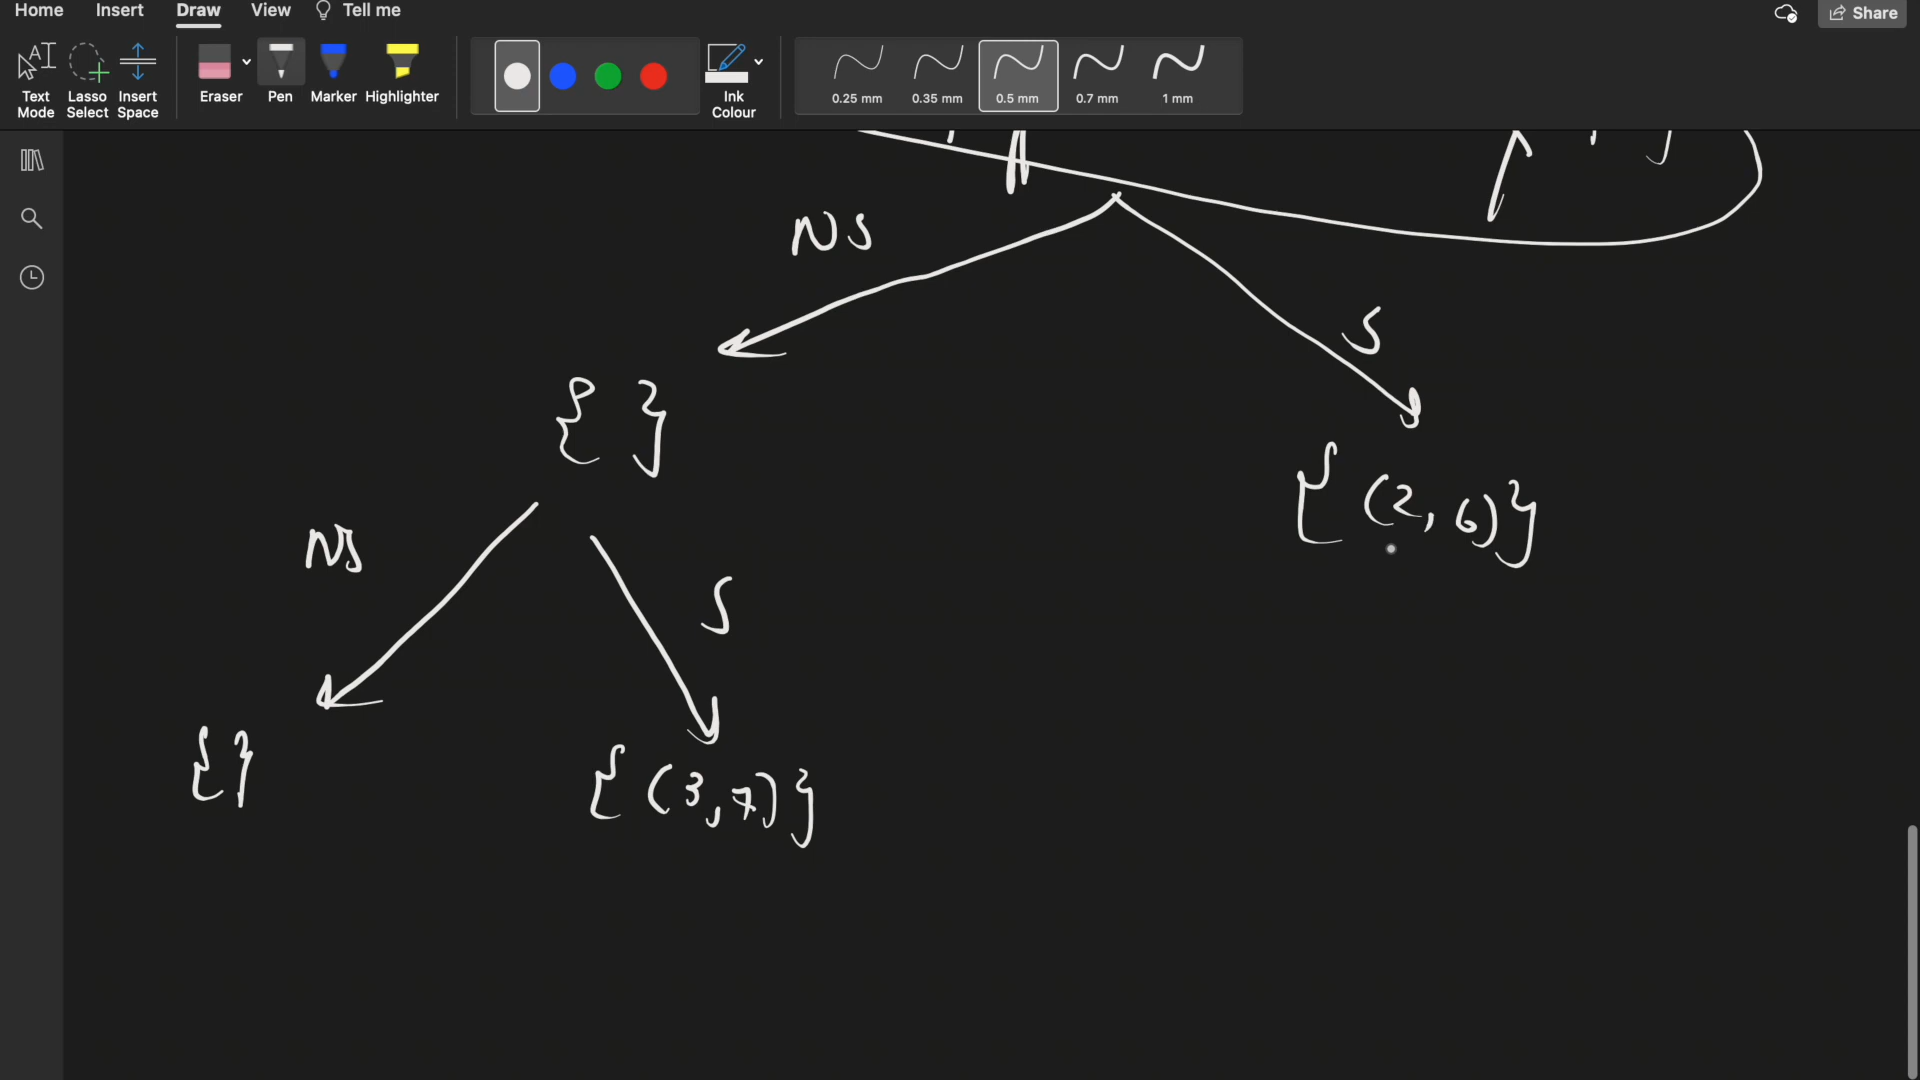 Home Insert Draw View Tell me Share
Text Mode Lasso Select Insert Space Eraser Pen Marker Highlighter Ink Colour 0.25 mm 0.35 mm 0.5 mm 0.7 mm 1 mm
NS
S
{ }
{ (2, 6) }
NS
S
{ }
{ (3, 7) }